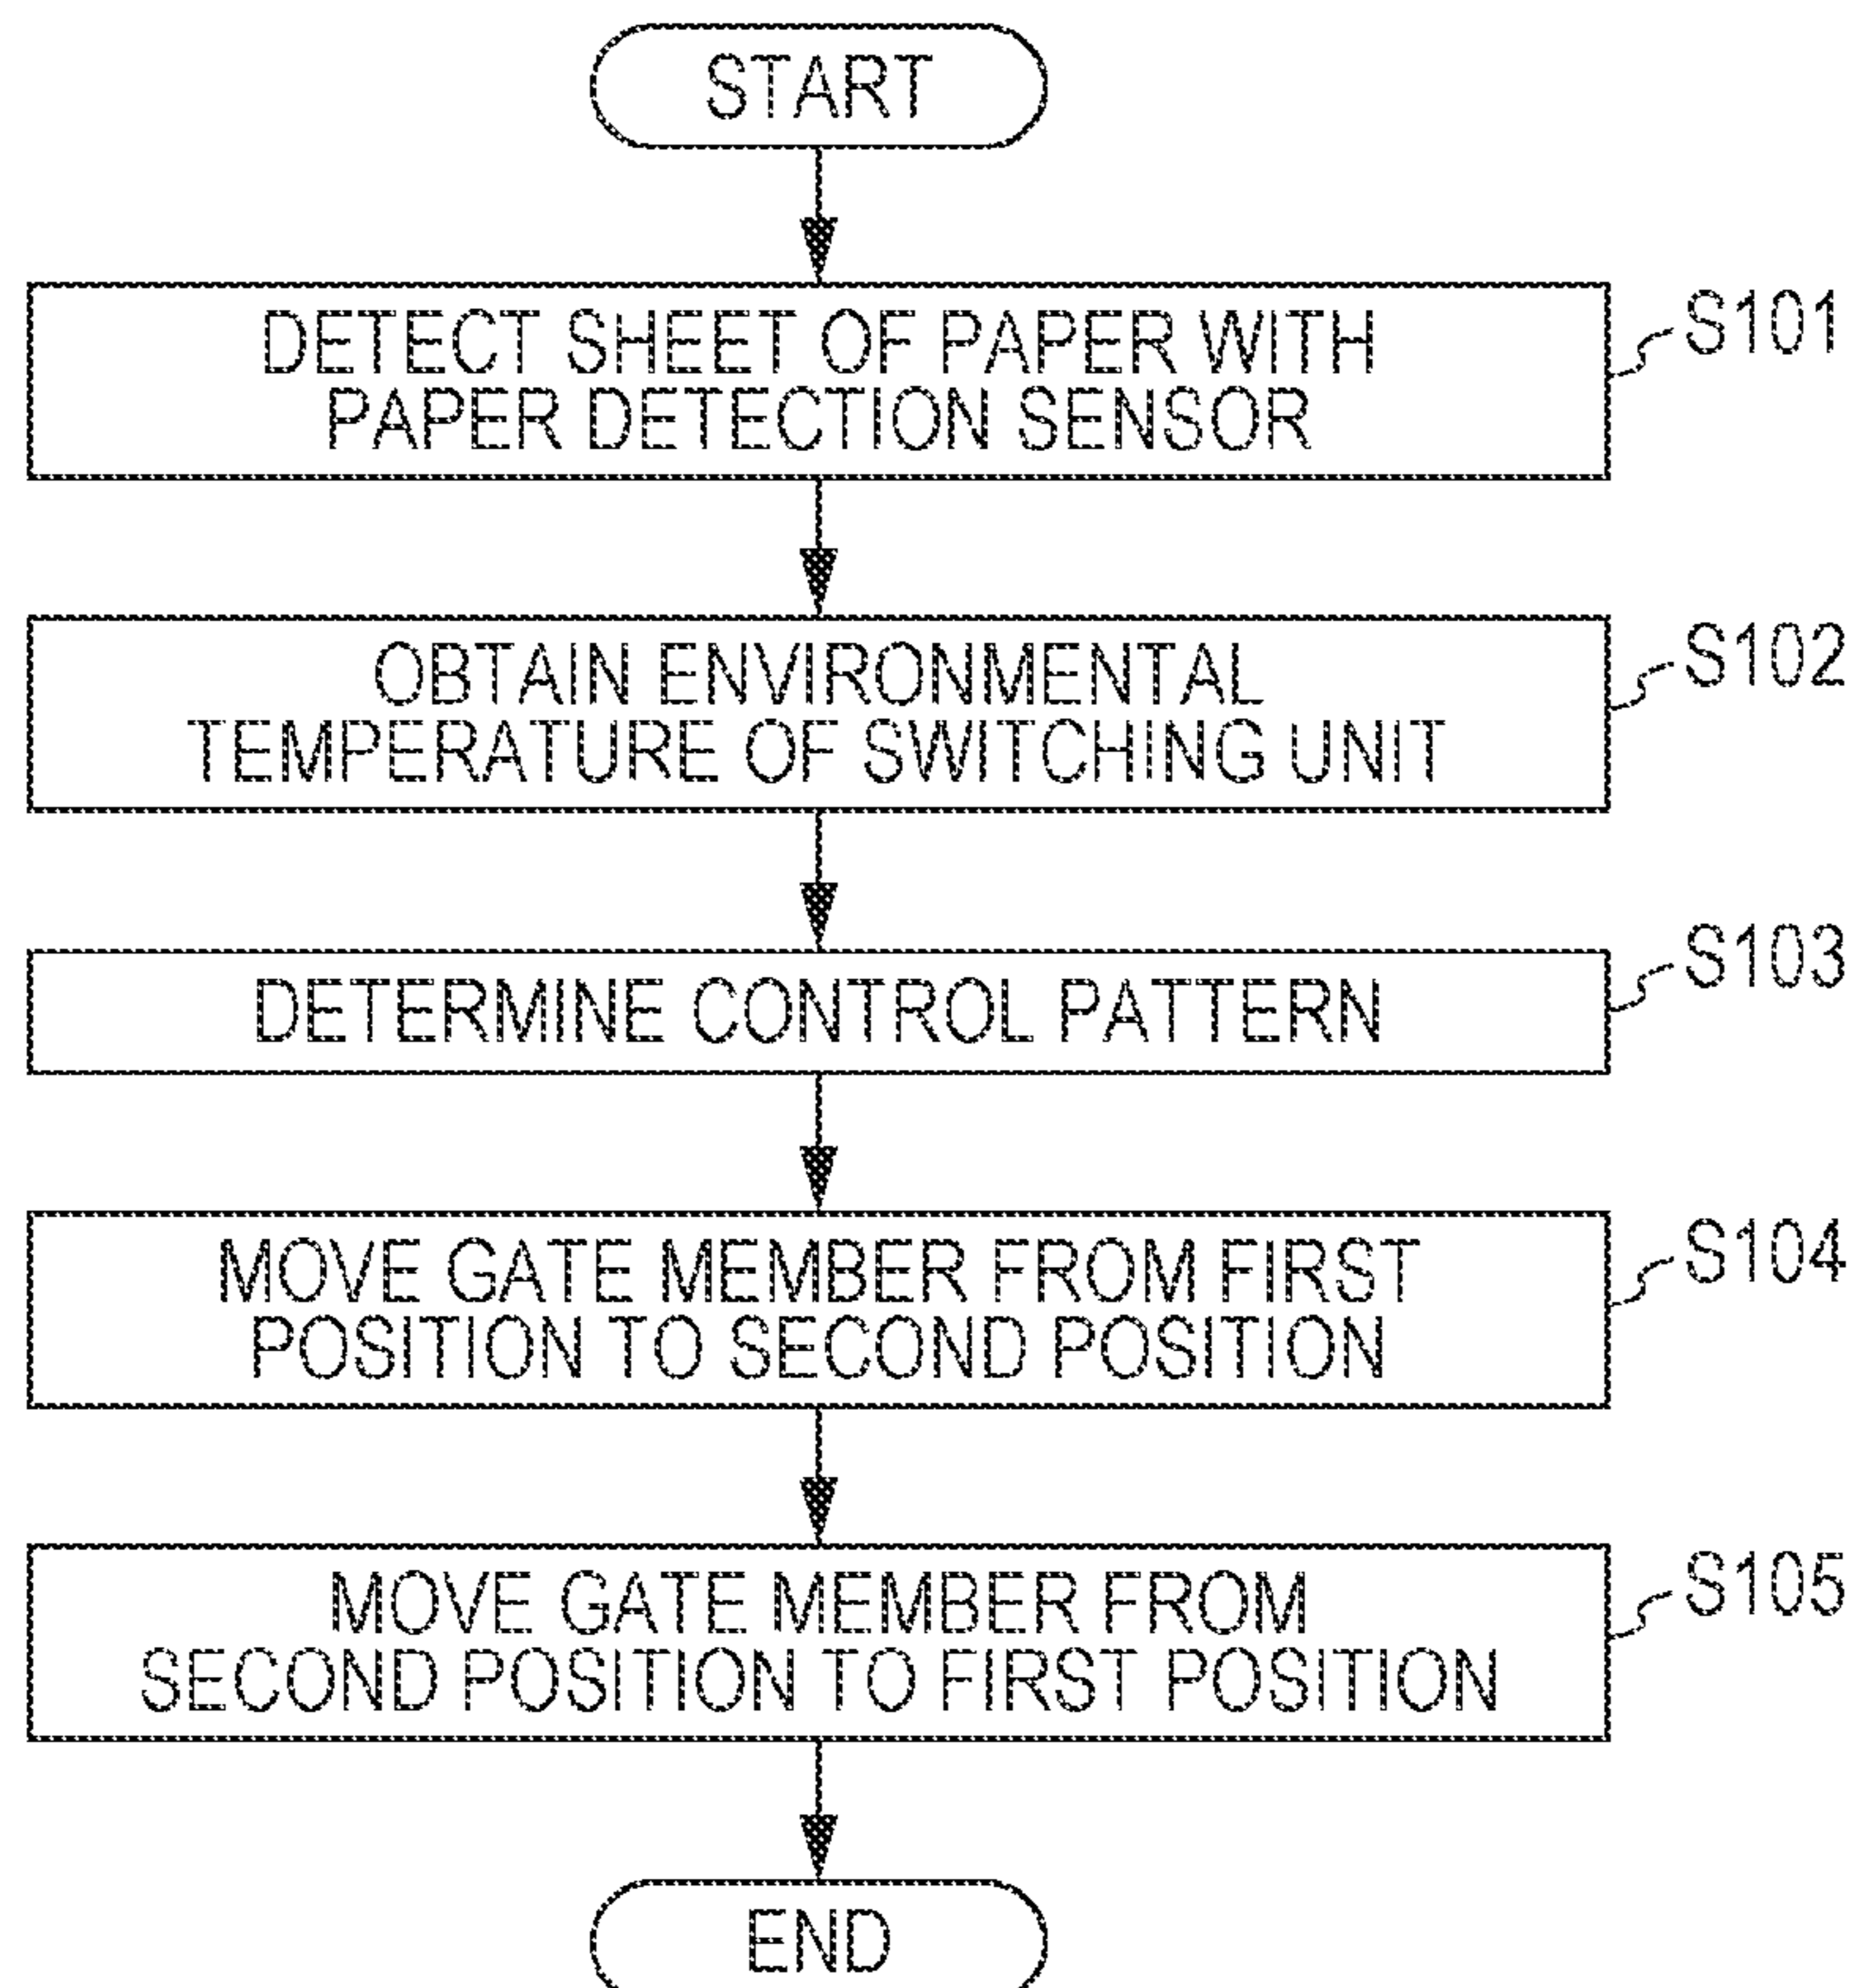 START
DETECT SHEET OF PAPER WITH
PAPER DETECTION SENSOR
S101
OBTAIN ENVIRONMENTAL
TEMPERATURE OF SWITCHING UNIT
S102
DETERMINE CONTROL PATTERN
S103
MOVE GATE MEMBER FROM FIRST
POSITION TO SECOND POSITION
S104
MOVE GATE MEMBER FROM
SECOND POSITION TO FIRST POSITION
S105
END